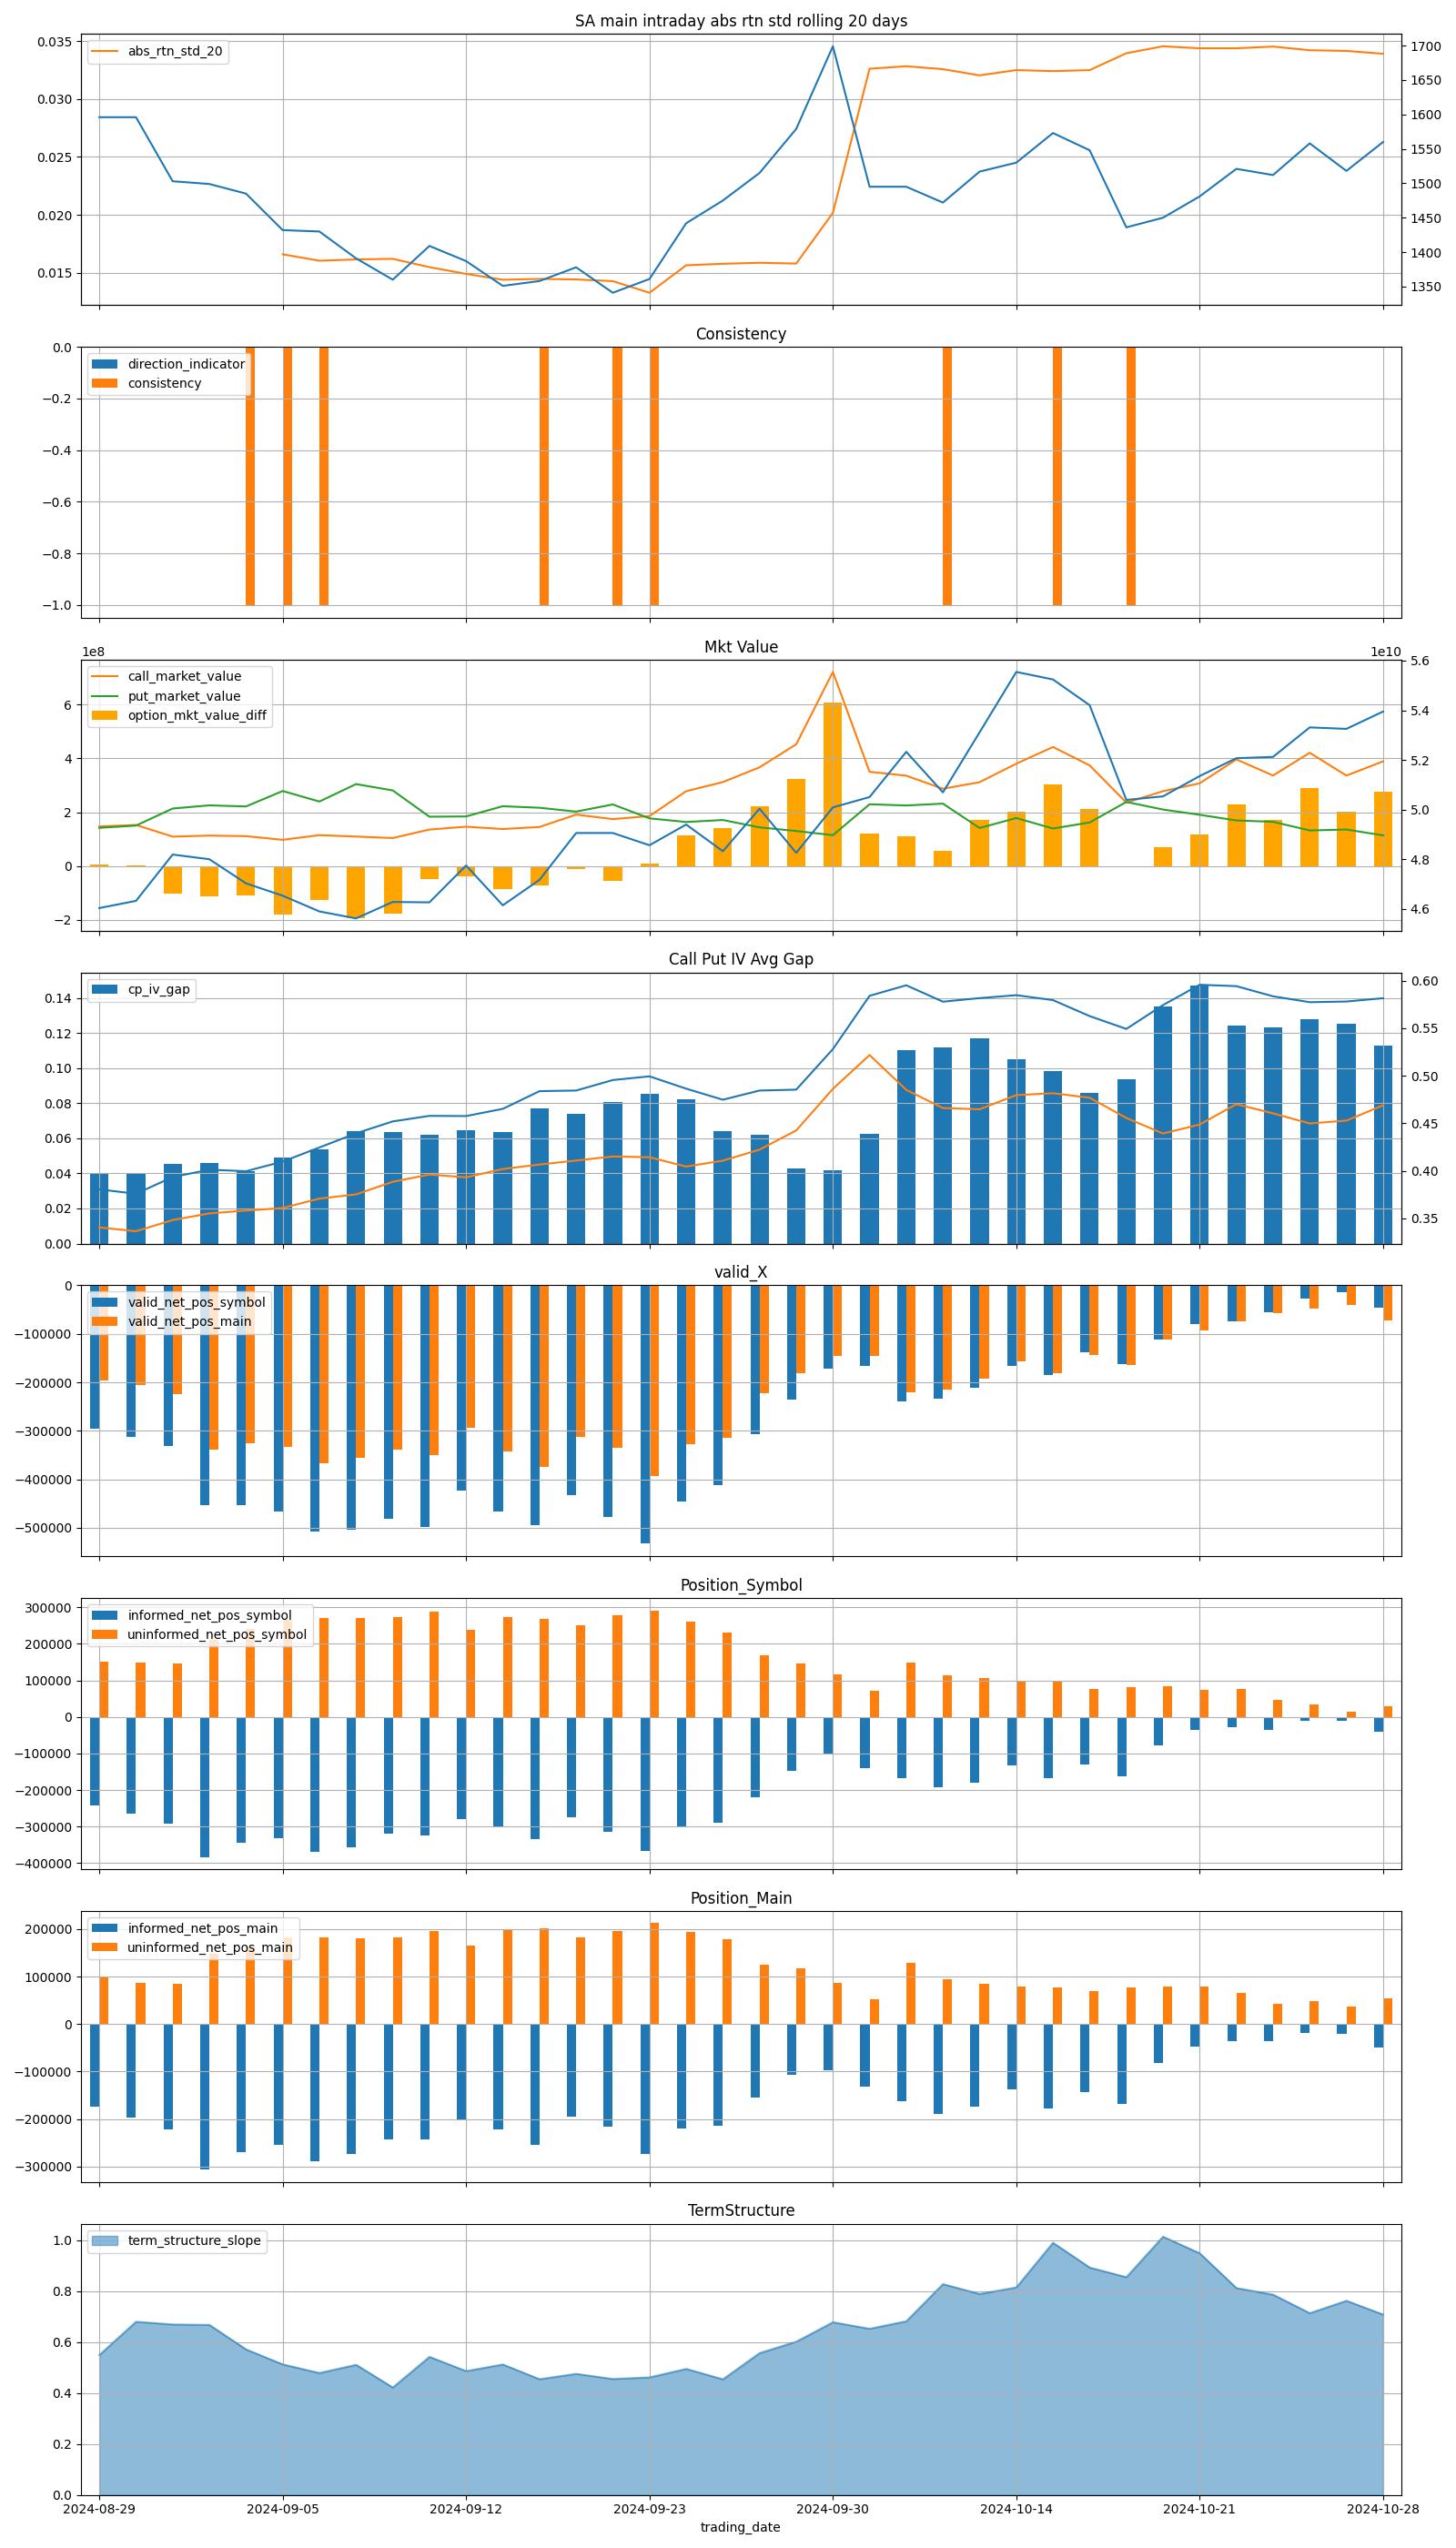 SA main intraday abs rtn std rolling 20 days
abs_rtn_std_20
0.035
0.030
0.025
0.020
0.015
1700
1650
1600
1550
1500
1450
1400
1350
Consistency
direction_indicator
consistency
0.0
−0.2
−0.4
−0.6
−0.8
−1.0
Mkt Value
1e8
1e10
call_market_value
put_market_value
option_mkt_value_diff
6
4
2
0
−2
5.6
5.4
5.2
5.0
4.8
4.6
Call Put IV Avg Gap
cp_iv_gap
0.14
0.12
0.10
0.08
0.06
0.04
0.02
0.00
0.60
0.55
0.50
0.45
0.40
0.35
valid_X
valid_net_pos_symbol
valid_net_pos_main
0
−100000
−200000
−300000
−400000
−500000
Position_Symbol
informed_net_pos_symbol
uninformed_net_pos_symbol
300000
200000
100000
0
−100000
−200000
−300000
−400000
Position_Main
informed_net_pos_main
uninformed_net_pos_main
200000
100000
0
−100000
−200000
−300000
TermStructure
term_structure_slope
1.0
0.8
0.6
0.4
0.2
0.0
2024-08-29 2024-09-05 2024-09-12 2024-09-23 2024-09-30 2024-10-14 2024-10-21 2024-10-28
trading_date